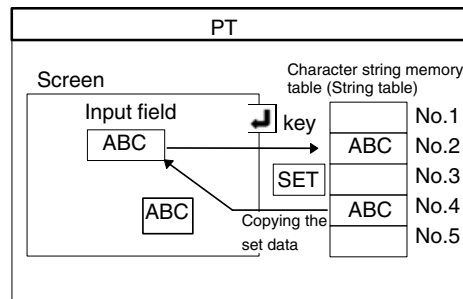 PT
Screen
Character string memory
table (String table)
Input field
key
No.1
ABC
ABC
No.2
SET
No.3
ABC
ABC
No.4
Copying the
set data
No.5